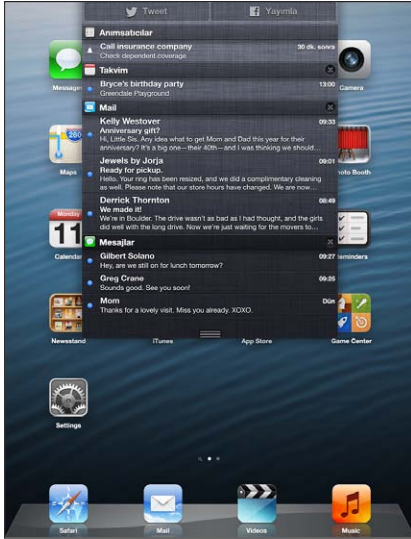 Tweet
Yayımla
Anımsatıcılar
Call insurance company
30 dk. sonra
Check dependent coverage
Takvim
Bryce's birthday party
13:00
Greendale Playground
Mail
Kelly Westover
09:33
Anniversary gift?
Hi, Little Sis. Any idea what to get Mom and Dad this year for their
anniversary? It's a big one—their 40th—and I was thinking we should...
Jewels by Jorja
09:01
Ready for pickup.
Hello. Your ring has been resized, and we did a complimentary cleaning
as well. Please note that our store hours have changed. We are now...
Derrick Thornton
08:49
We made it!
We're in Boulder. The drive wasn't as bad as I had thought, and the girls
did well with the long drive. Now we're just waiting for the movers to...
Mesajlar
Gilbert Solano
09:27
Hey, are we still on for lunch tomorrow?
Greg Crane
09:25
Sounds good. See you soon!
Mom
Dün
Thanks for a lovely visit. Miss you already. XOXO.
Messages
Camera
280
Maps
Photo Booth
Monday
11
Calendar
Reminders
Newsstand
iTunes
App Store
Game Center
Settings
Safari
Mail
Videos
Music